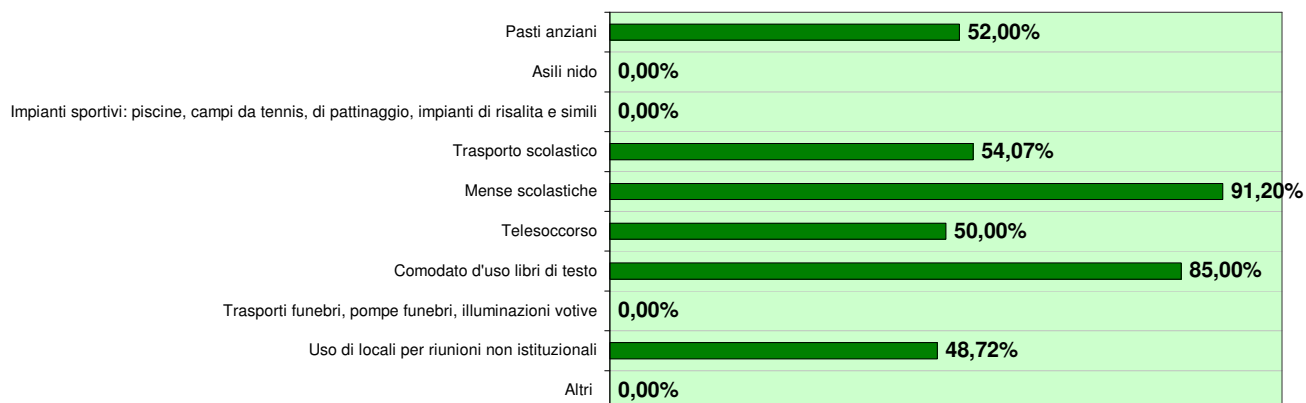 Pasti anziani 52,00%
Asili nido 0,00%
Impianti sportivi: piscine, campi da tennis, di pattinaggio, impianti di risalita e simili 0,00%
Trasporto scolastico 54,07%
Mense scolastiche 91,20%
Telesoccorso 50,00%
Comodato d'uso libri di testo 85,00%
Trasporti funebri, pompe funebri, illuminazioni votive 0,00%
Uso di locali per riunioni non istituzionali 48,72%
Altri 0,00%